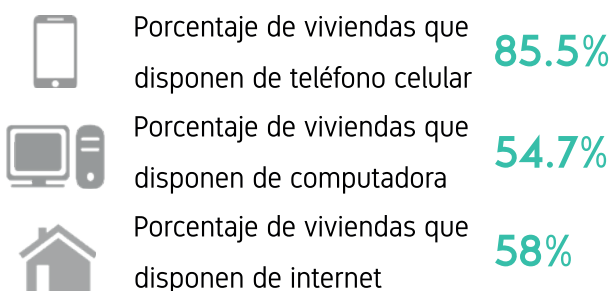 Porcentaje de viviendas que
disponen de teléfono celular
85.5%
Porcentaje de viviendas que
disponen de computadora
54.7%
Porcentaje de viviendas que
disponen de internet
58%